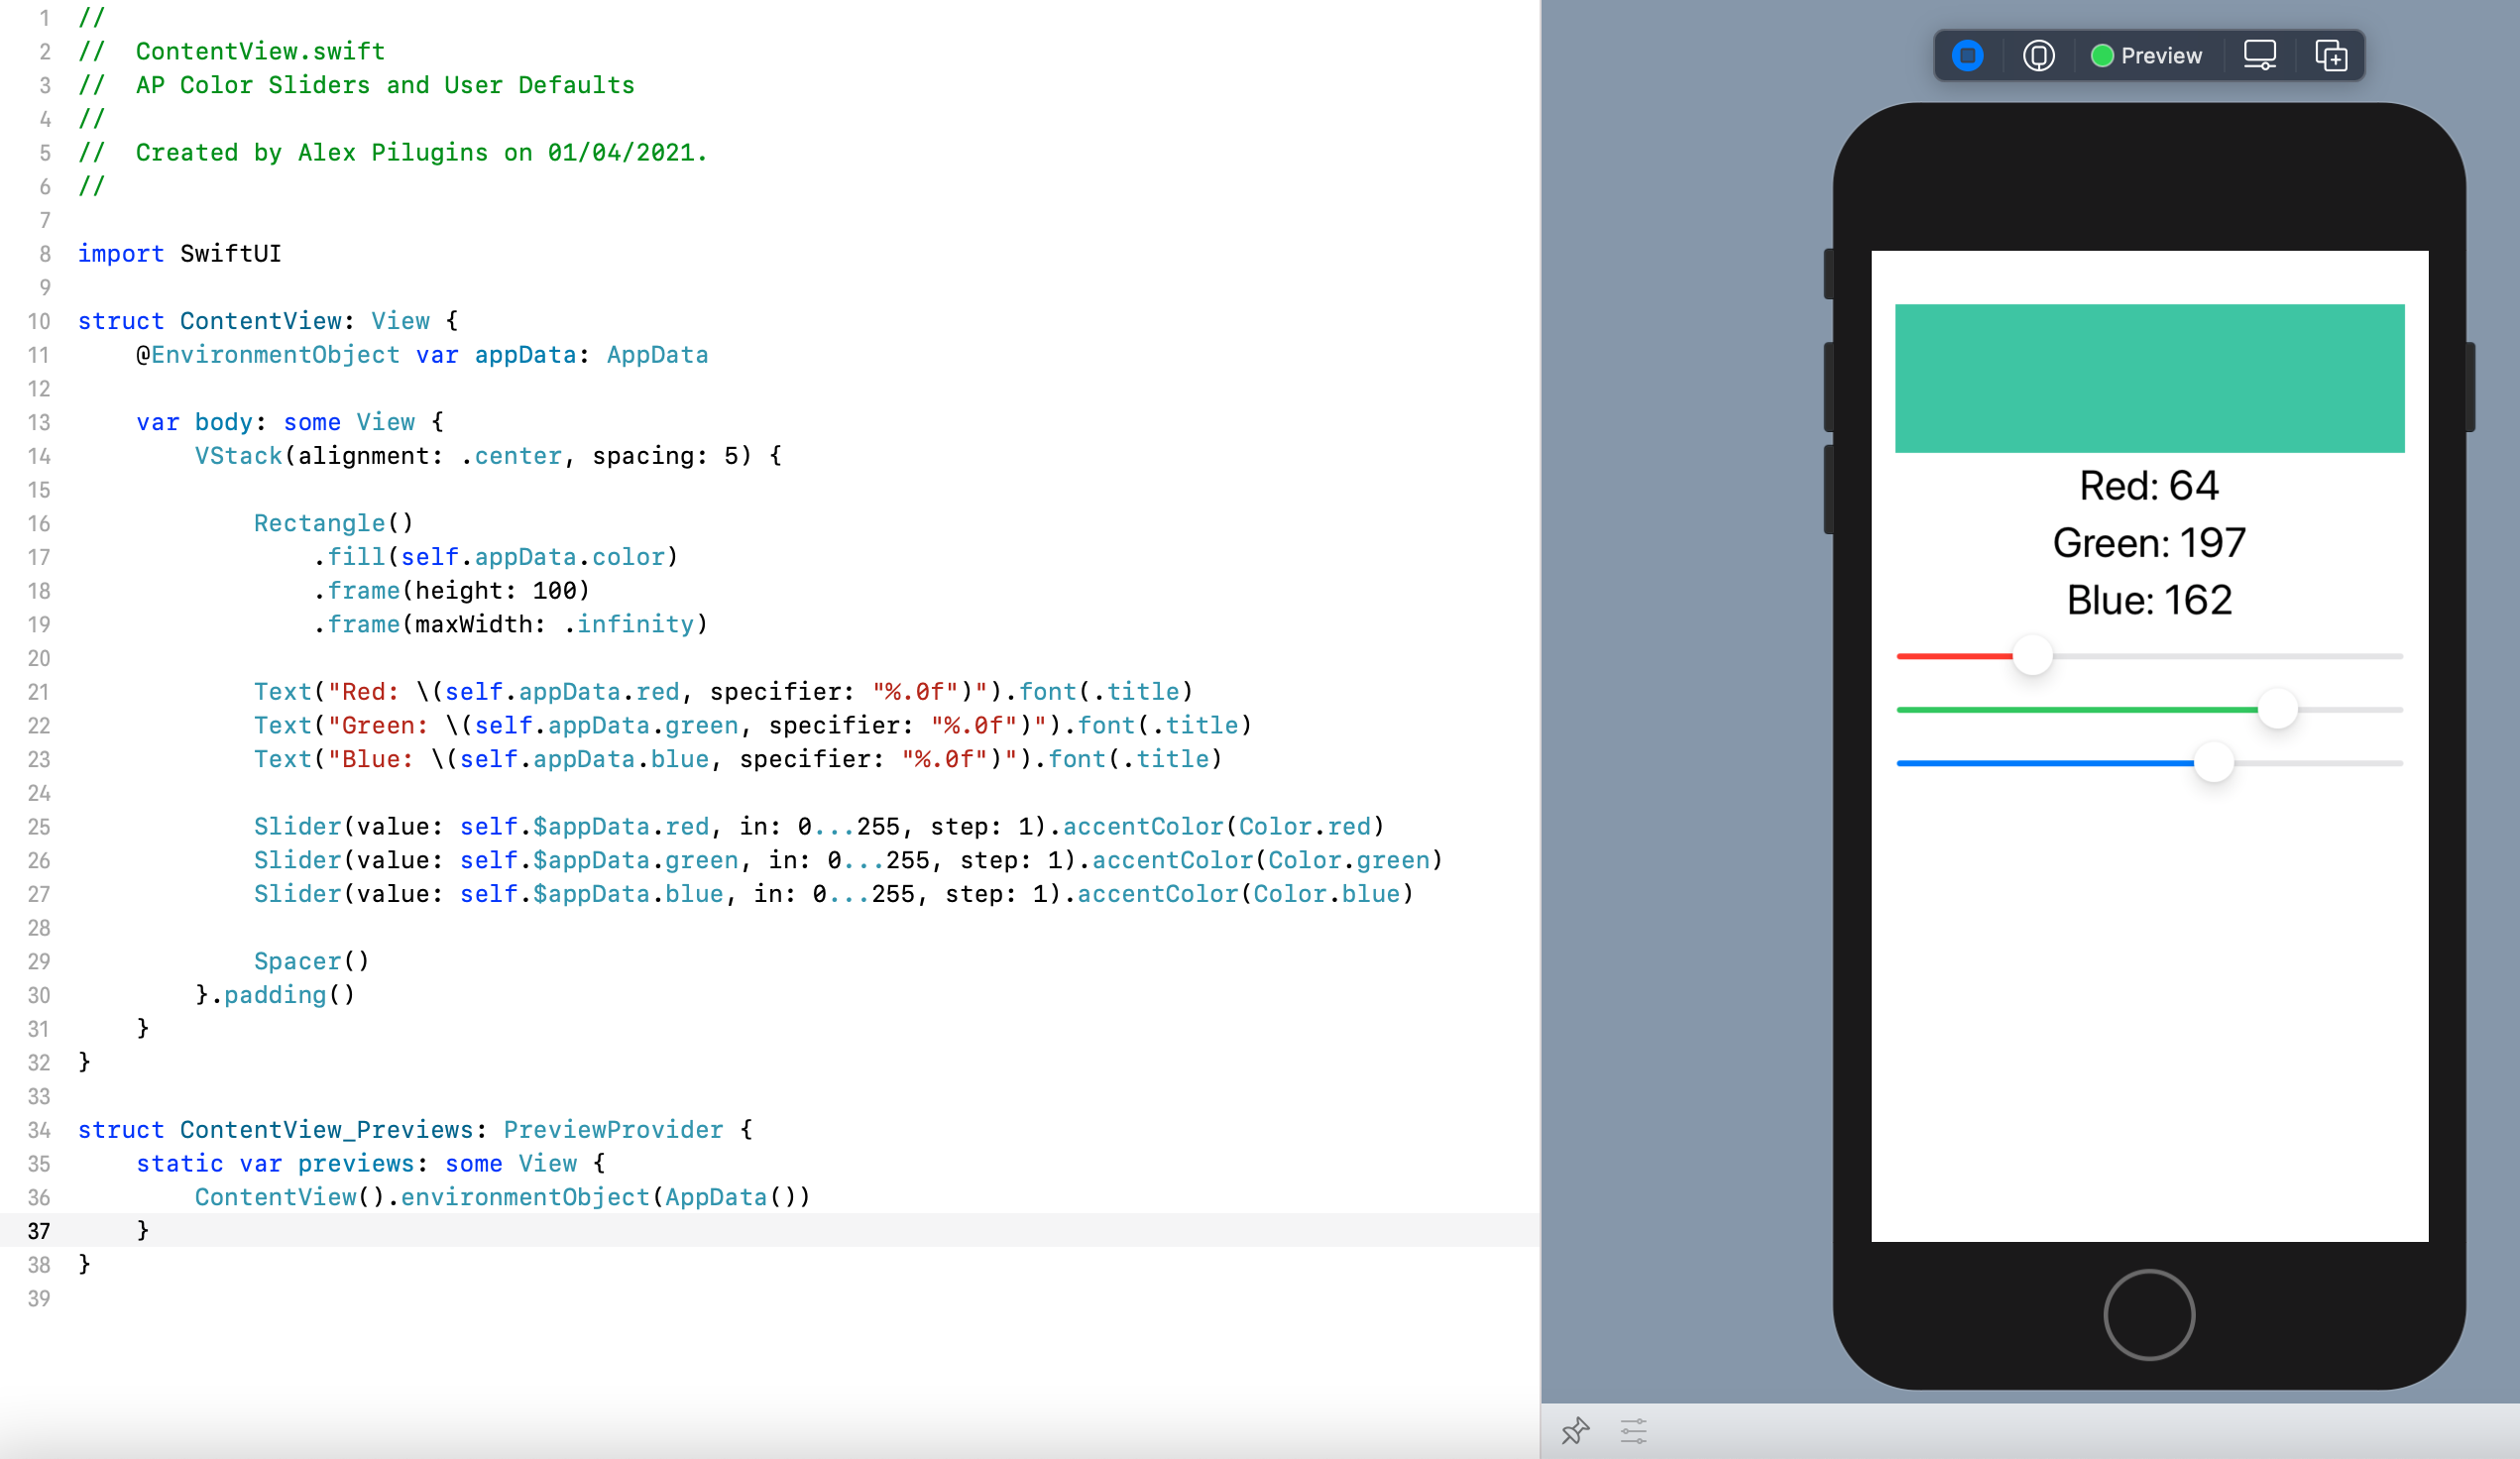 1 //
2 //  ContentView.swift
3 //  AP Color Sliders and User Defaults
4 //
5 //  Created by Alex Pilugins on 01/04/2021.
6 //
7
8 import SwiftUI
9
10 struct ContentView: View {
11     @EnvironmentObject var appData: AppData
12
13     var body: some View {
14         VStack(alignment: .center, spacing: 5) {
15
16             Rectangle()
17                 .fill(self.appData.color)
18                 .frame(height: 100)
19                 .frame(maxWidth: .infinity)
20
21             Text("Red: \(self.appData.red, specifier: "%.0f")").font(.title)
22             Text("Green: \(self.appData.green, specifier: "%.0f")").font(.title)
23             Text("Blue: \(self.appData.blue, specifier: "%.0f")").font(.title)
24
25             Slider(value: self.$appData.red, in: 0...255, step: 1).accentColor(Color.red)
26             Slider(value: self.$appData.green, in: 0...255, step: 1).accentColor(Color.green)
27             Slider(value: self.$appData.blue, in: 0...255, step: 1).accentColor(Color.blue)
28
29             Spacer()
30         }.padding()
31     }
32 }
33
34 struct ContentView_Previews: PreviewProvider {
35     static var previews: some View {
36         ContentView().environmentObject(AppData())
37     }
38 }
39
Preview
Red: 64
Green: 197
Blue: 162